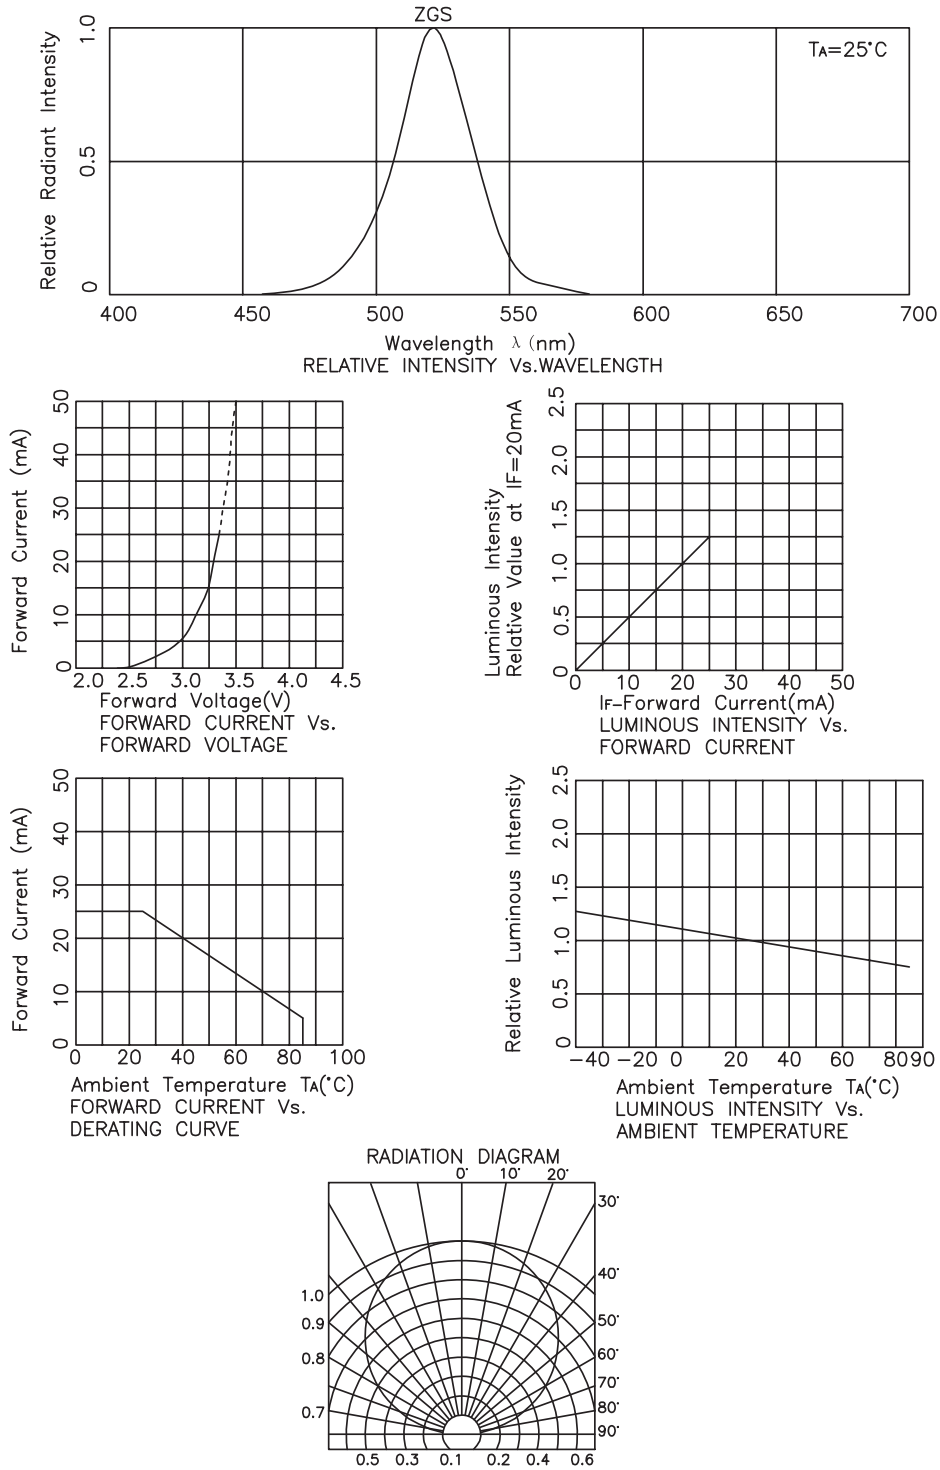 ZGS
Relative Radiant Intensity
1.0
0.5
0
TA=25°C
400 450 500 550 600 650 700
Wavelength λ (nm)
RELATIVE INTENSITY Vs.WAVELENGTH
Forward Current (mA)
50
40
30
20
10
0
2.0 2.5 3.0 3.5 4.0 4.5
Forward Voltage(V)
FORWARD CURRENT Vs.
FORWARD VOLTAGE
Luminous Intensity
Relative Value at IF=20mA
2.5
2.0
1.5
1.0
0.5
0
0 10 20 30 40 50
IF-Forward Current(mA)
LUMINOUS INTENSITY Vs.
FORWARD CURRENT
Forward Current (mA)
50
40
30
20
10
0
0 20 40 60 80 100
Ambient Temperature TA(°C)
FORWARD CURRENT Vs.
DERATING CURVE
Relative Luminous Intensity
2.5
2.0
1.5
1.0
0.5
0
-40 -20 0 20 40 60 80 90
Ambient Temperature TA(°C)
LUMINOUS INTENSITY Vs.
AMBIENT TEMPERATURE
RADIATION DIAGRAM
0° 10° 20°
30°
40°
50°
60°
70°
80°
90°
1.0
0.9
0.8
0.7
0.5 0.3 0.1 0.2 0.4 0.6